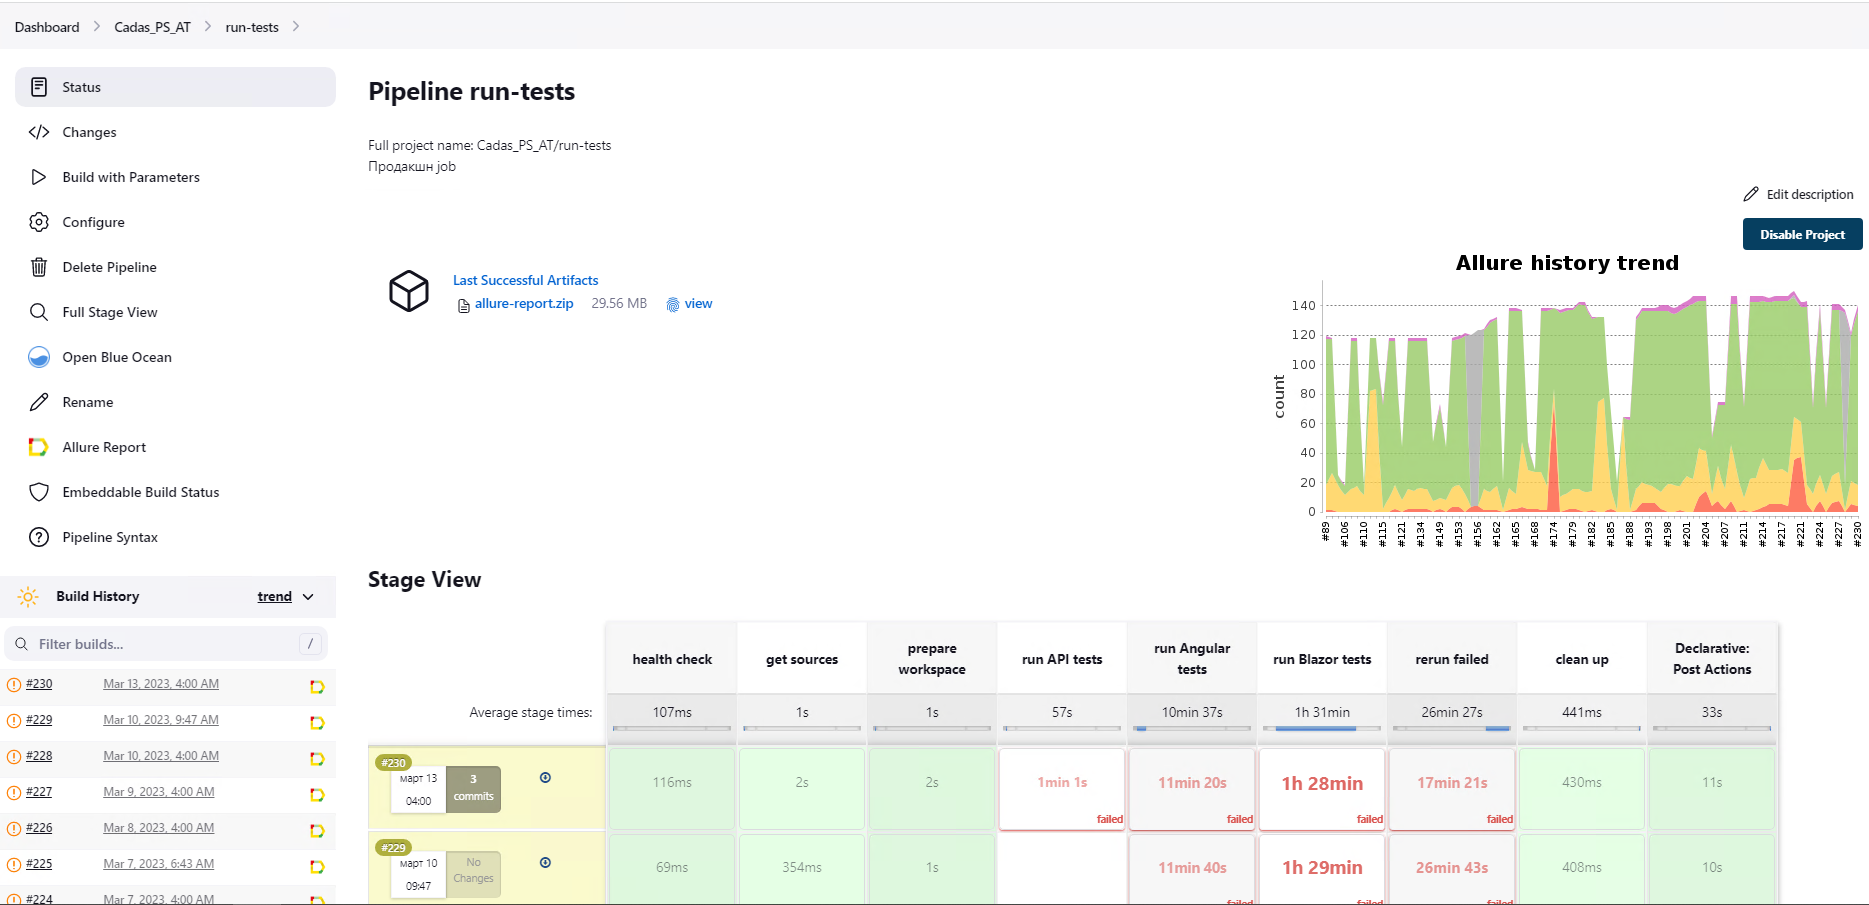 Dashboard > Cadas_PS_AT > run-tests >
Status
Changes
Build with Parameters
Configure
Delete Pipeline
Full Stage View
Open Blue Ocean
Rename
Allure Report
Embeddable Build Status
Pipeline Syntax
Build History trend
Filter builds... /
#230 Mar 13, 2023, 4:00 AM
#229 Mar 10, 2023, 9:47 AM
#228 Mar 10, 2023, 4:00 AM
#227 Mar 9, 2023, 4:00 AM
#226 Mar 8, 2023, 4:00 AM
#225 Mar 7, 2023, 6:43 AM
#224 Mar 7, 2023, 4:00 AM
Pipeline run-tests
Full project name: Cadas_PS_AT/run-tests
Продакшн job
Edit description
Disable Project
Last Successful Artifacts
allure-report.zip 29.56 MB view
Allure history trend
count
140
120
100
80
60
40
20
0
#89 #106 #110 #115 #121 #134 #149 #153 #156 #162 #165 #168 #174 #179 #182 #185 #188 #193 #198 #201 #204 #207 #211 #214 #217 #221 #224 #227 #230
Stage View
health check get sources prepare workspace run API tests run Angular tests run Blazor tests rerun failed clean up Declarative: Post Actions
Average stage times: 107ms 1s 1s 57s 10min 37s 1h 31min 26min 27s 441ms 33s
#230
март 13
04:00
3
commits
116ms 2s 2s 1min 1s 11min 20s 1h 28min 17min 21s 430ms 11s
failed failed failed failed
#229
март 10
09:47
No
Changes
69ms 354ms 1s 11min 40s 1h 29min 26min 43s 408ms 10s
failed failed failed